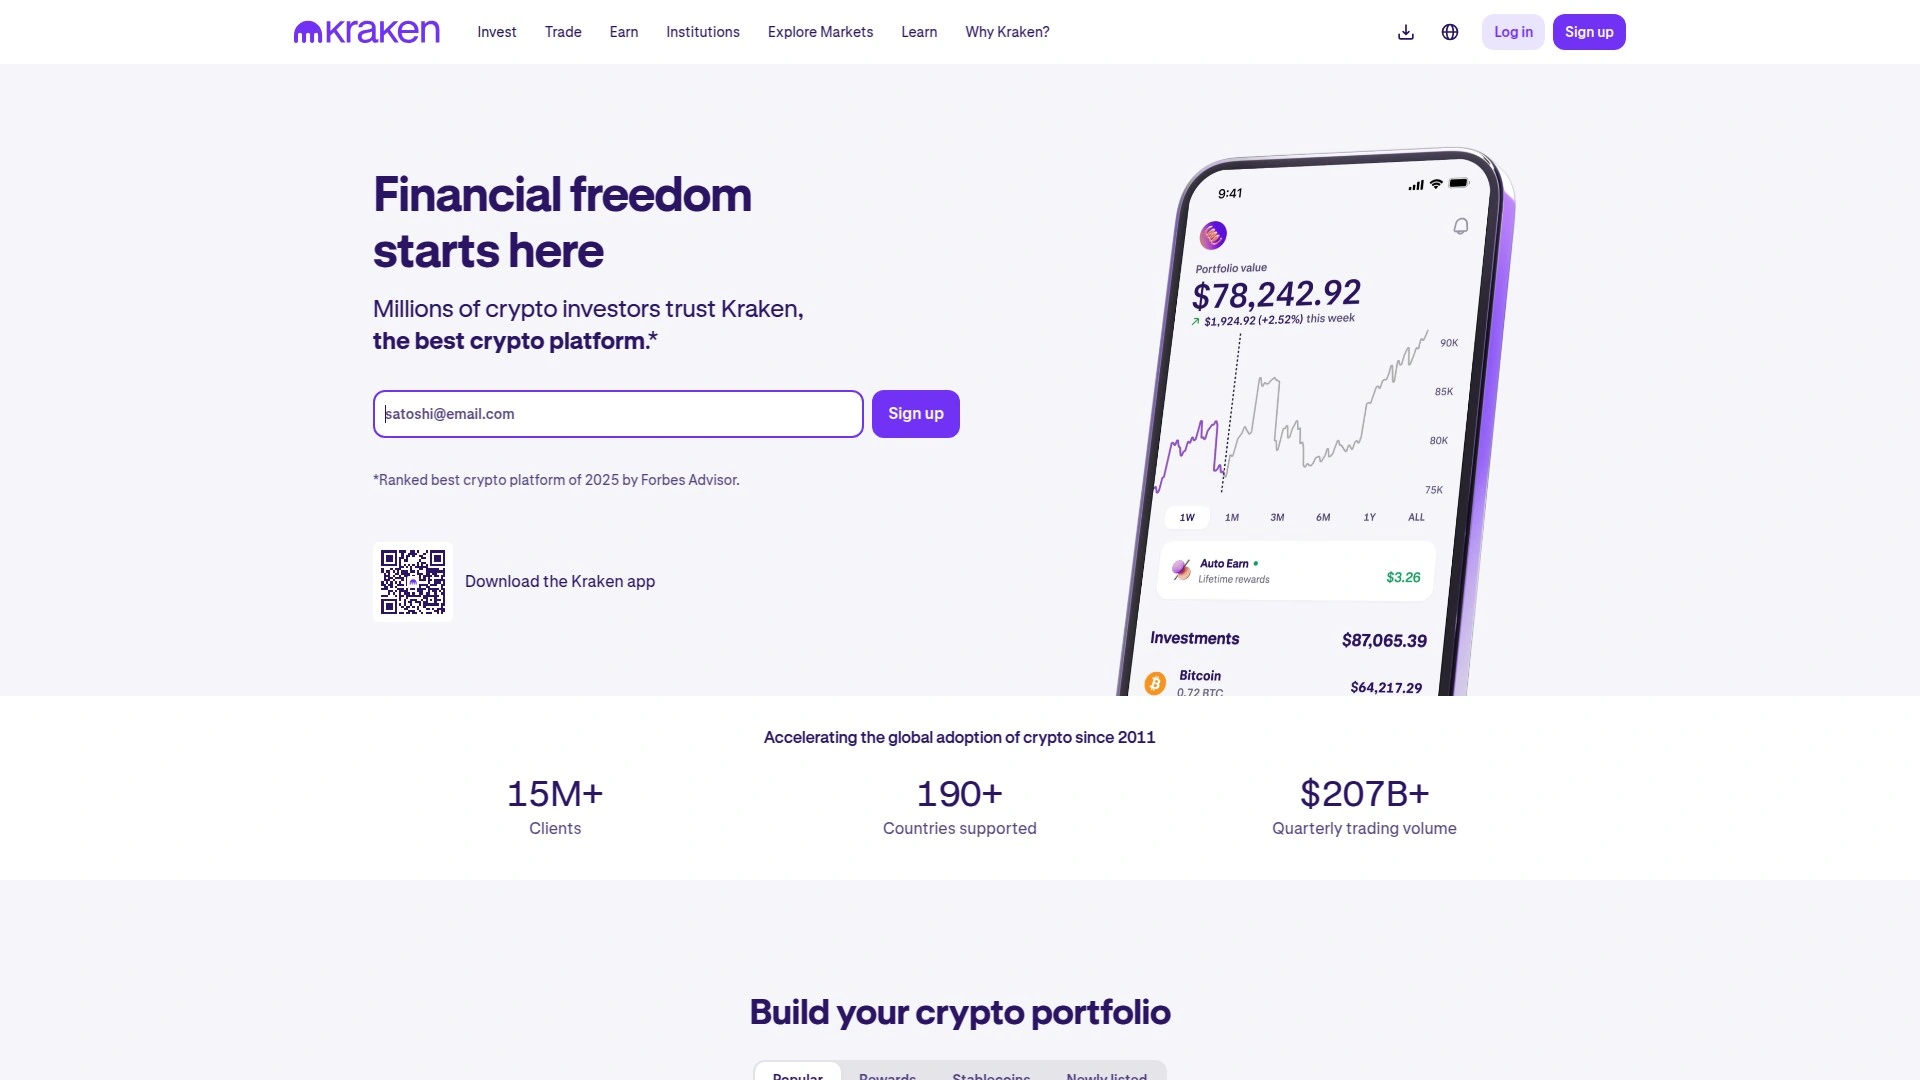 kraken
Invest
Trade
Earn
Institutions
Explore Markets
Learn
Why Kraken?
Log in
Sign up
Financial freedom
starts here
Millions of crypto investors trust Kraken,
the best crypto platform.*
satoshi@email.com
Sign up
*Ranked best crypto platform of 2025 by Forbes Advisor.
Download the Kraken app
9:41
Portfolio value
$78,242.92
$1,924.92 (+2.52%) this week
90K
85K
80K
75K
1W 1M 3M 6M 1Y ALL
Auto Earn
Lifetime rewards
$3.26
Investments $87,065.39
Bitcoin
0.72 BTC
$64,217.29
Accelerating the global adoption of crypto since 2011
15M+
Clients
190+
Countries supported
$207B+
Quarterly trading volume
Build your crypto portfolio
Popular Rewards Stablecoins Newly listed